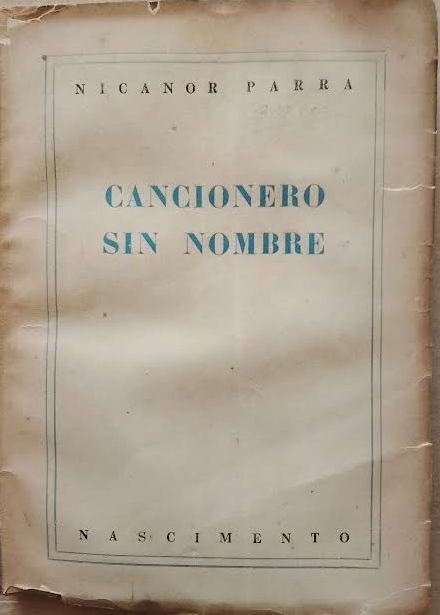 NICANOR PARRA
CANCIONERO
SIN NOMBRE
NASCIMENTO